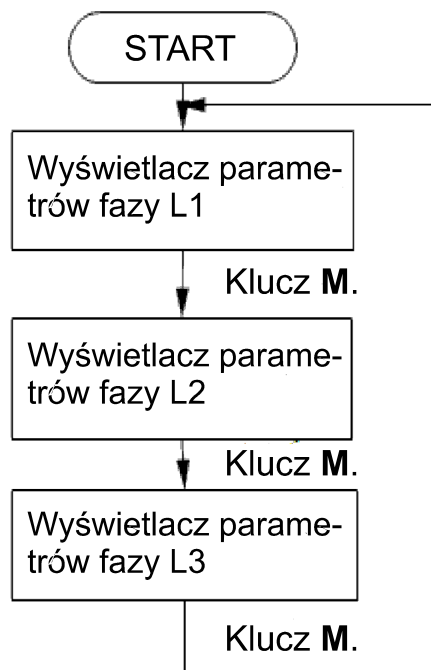 START
Wyświetlacz parame-
trów fazy L1
Klucz M.
Wyświetlacz parame-
trów fazy L2
Klucz M.
Wyświetlacz parame-
trów fazy L3
Klucz M.